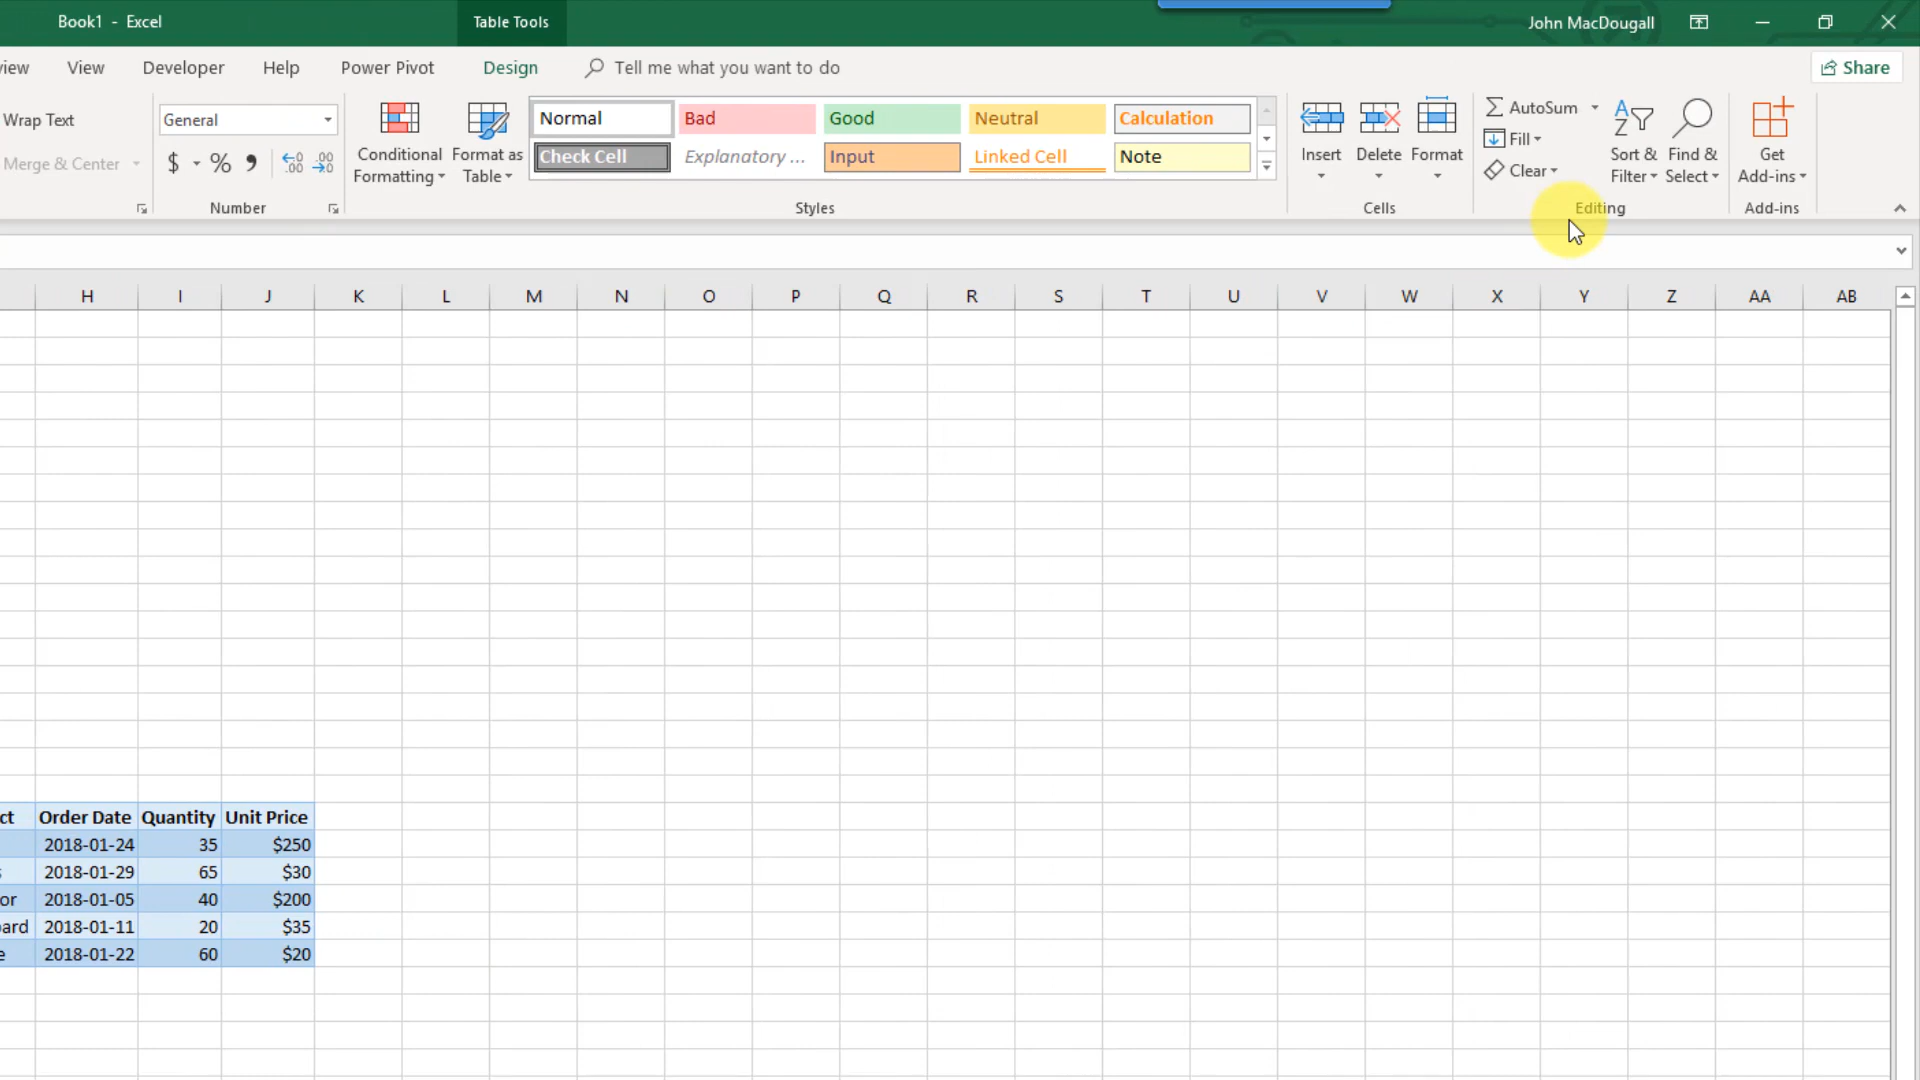 Book1 - Excel
Table Tools
John MacDougall
view View Developer Help Power Pivot Design Tell me what you want to do Share
Wrap Text
Merge & Center
General
$ % , .00 .0
Number
Conditional Formatting
Format as Table
Normal Bad Good Neutral Calculation
Check Cell Explanatory ... Input Linked Cell Note
Styles
Insert Delete Format
Cells
AutoSum
Fill
Clear
Sort & Filter
Find & Select
Editing
Get Add-ins
Add-ins
H I J K L M N O P Q R S T U V W X Y Z AA AB
ct Order Date Quantity Unit Price
2018-01-24 35 $250
s 2018-01-29 65 $30
or 2018-01-05 40 $200
oard 2018-01-11 20 $35
e 2018-01-22 60 $20